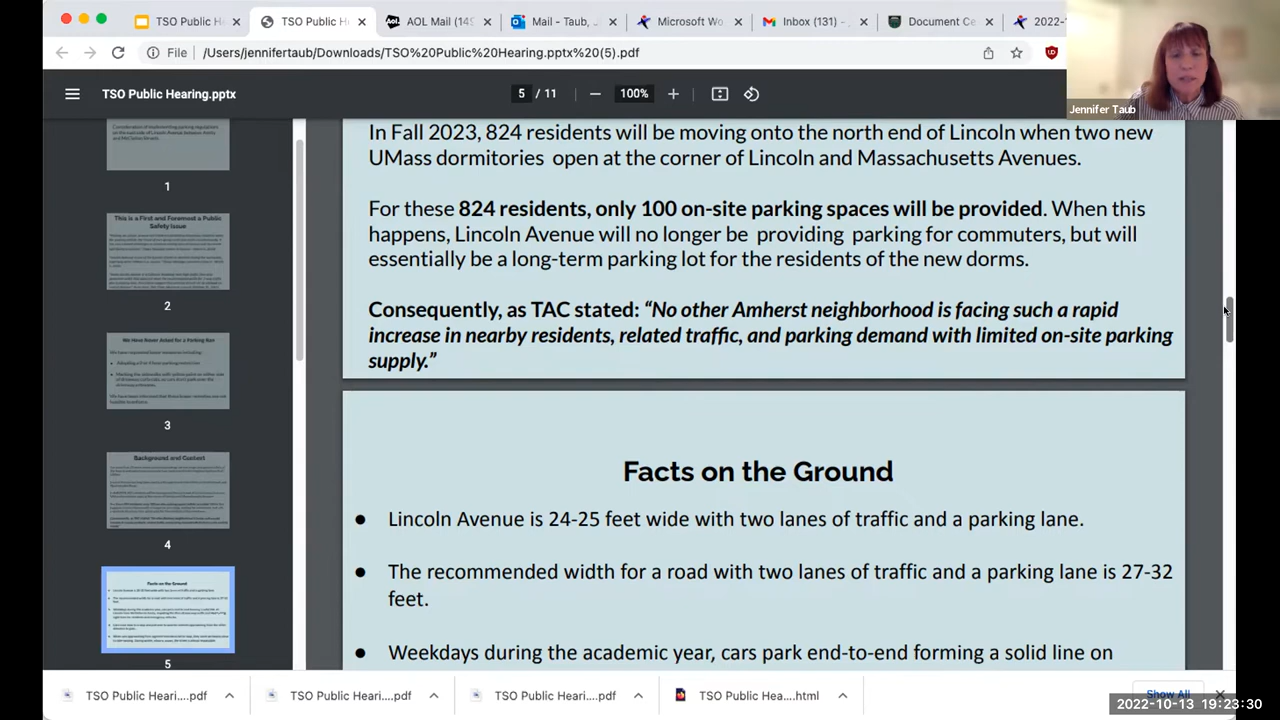 TSO Public H
TSO Public H
AOL Mail (149
Mail - Taub, J
Microsoft Wo
Inbox (131) -
Document Ce
2022-1
File
/Users/jennifertaub/Downloads/TSO%20Public%20Hearing.pptx%20(5).pdf
Jennifer Taub
TSO Public Hearing.pptx
5 / 11
100%
In Fall 2023, 824 residents will be moving onto the north end of Lincoln when two new
UMass dormitories open at the corner of Lincoln and Massachusetts Avenues.
For these 824 residents, only 100 on-site parking spaces will be provided. When this
happens, Lincoln Avenue will no longer be providing parking for commuters, but will
essentially be a long-term parking lot for the residents of the new dorms.
Consequently, as TAC stated: “No other Amherst neighborhood is facing such a rapid
increase in nearby residents, related traffic, and parking demand with limited on-site parking
supply.”
Facts on the Ground
● Lincoln Avenue is 24-25 feet wide with two lanes of traffic and a parking lane.
● The recommended width for a road with two lanes of traffic and a parking lane is 27-32
feet.
● Weekdays during the academic year, cars park end-to-end forming a solid line on
1
This is a First and Foremost a Public
Safety Issue
2
We Have Never Asked for a Parking Ban
3
Background and Context
4
Facts on the Ground
5
TSO Public Heari....pdf
TSO Public Heari....pdf
TSO Public Heari....pdf
TSO Public Hea....html
Show All
2022-10-13 19:23:30